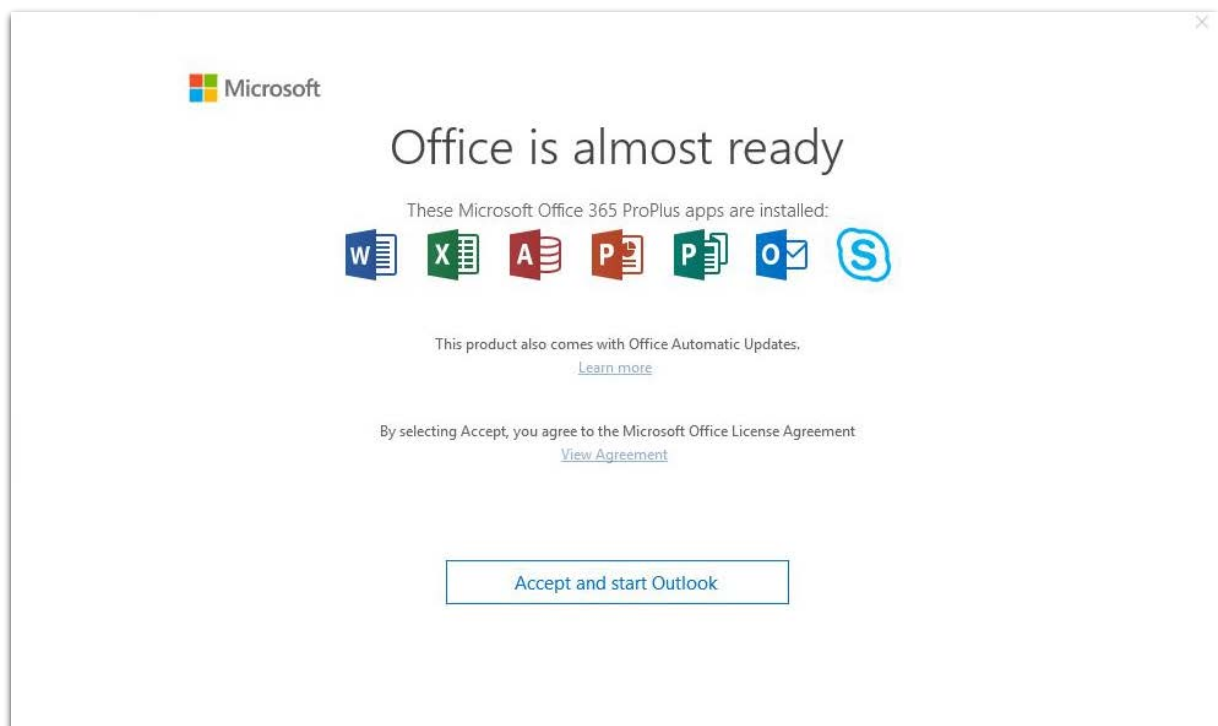 Microsoft
Office is almost ready
These Microsoft Office 365 ProPlus apps are installed:
W X A P P O S
This product also comes with Office Automatic Updates.
Learn more
By selecting Accept, you agree to the Microsoft Office License Agreement
View Agreement
Accept and start Outlook